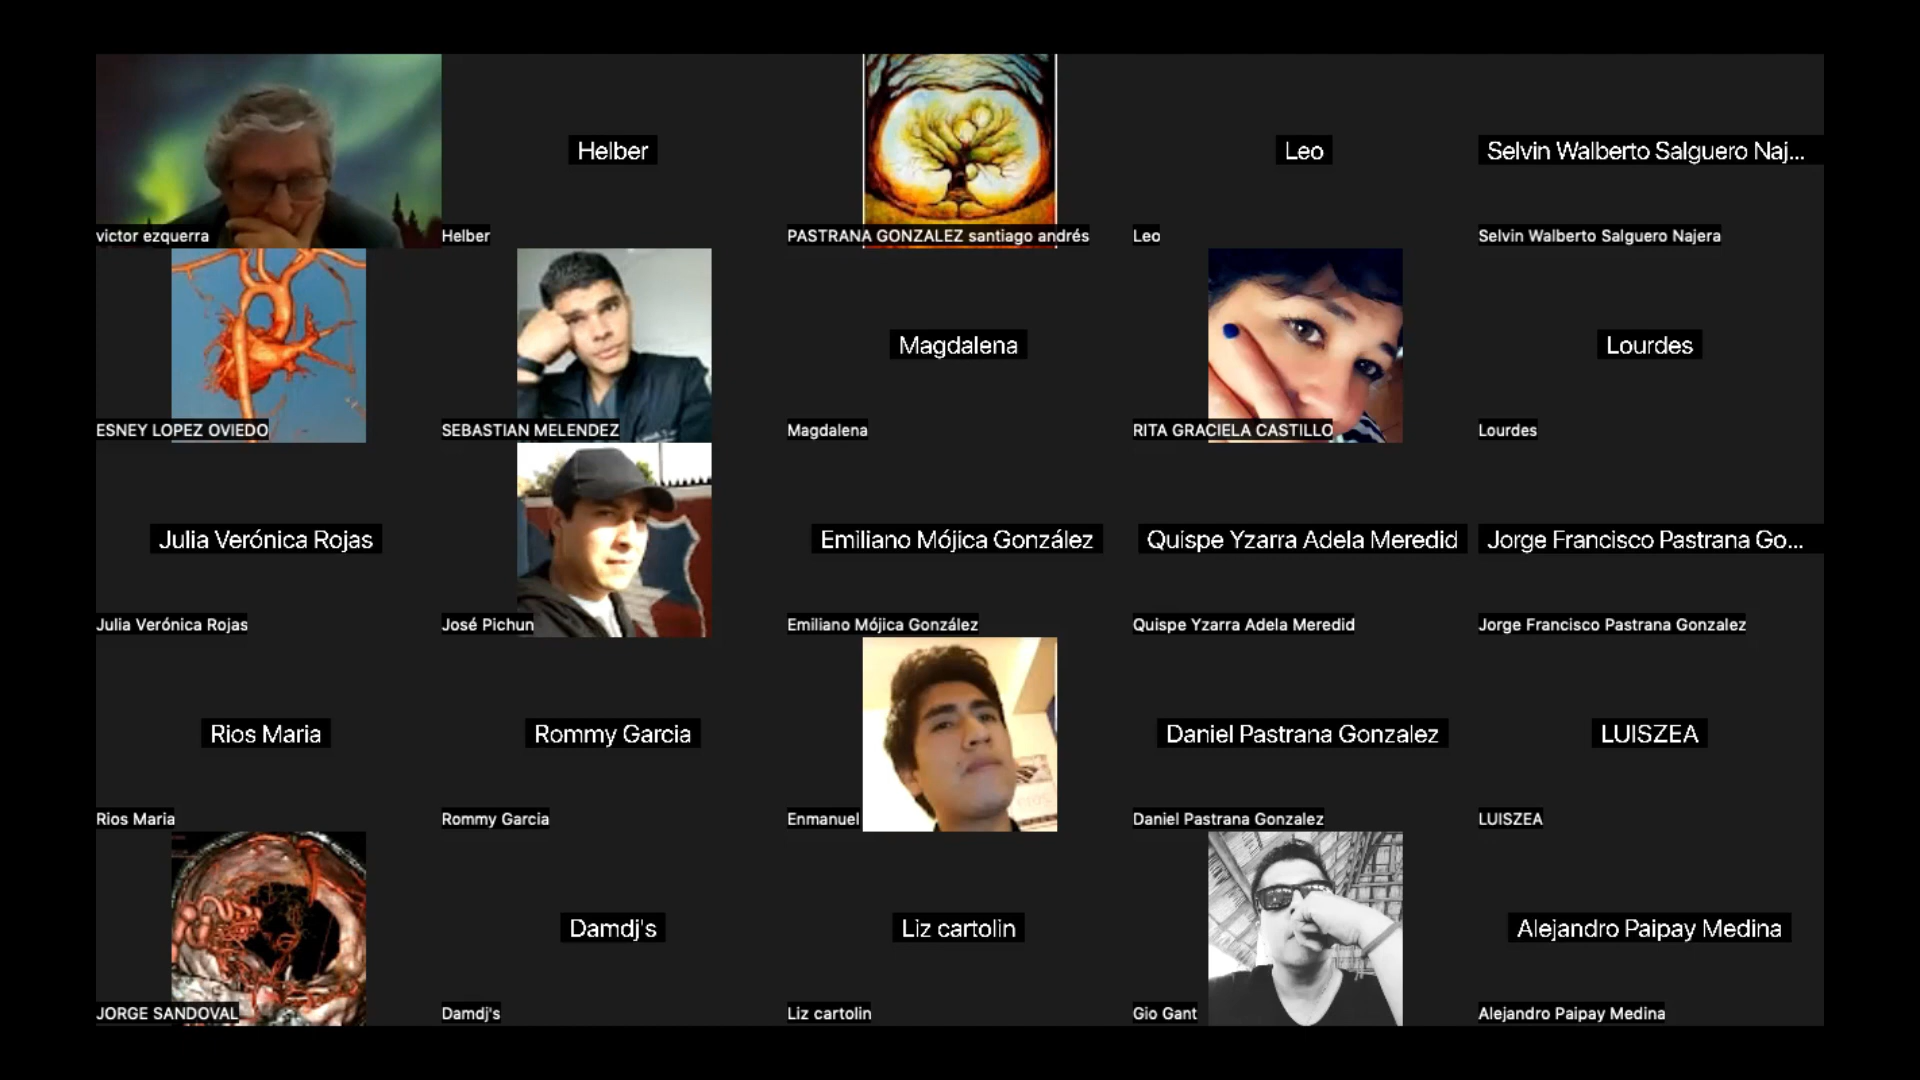 Helber
Leo
Selvin Walberto Salguero Naj...
victor ezquerra
Helber
PASTRANA GONZALEZ santiago andrés
Leo
Selvin Walberto Salguero Najera
Magdalena
Lourdes
ESNEY LOPEZ OVIEDO
SEBASTIAN MELENDEZ
Magdalena
RITA GRACIELA CASTILLO
Lourdes
Julia Verónica Rojas
Emiliano Mójica González
Quispe Yzarra Adela Meredid
Jorge Francisco Pastrana Go...
Julia Verónica Rojas
José Pichun
Emiliano Mójica González
Quispe Yzarra Adela Meredid
Jorge Francisco Pastrana Gonzalez
Rios Maria
Rommy Garcia
Daniel Pastrana Gonzalez
LUISZEA
Rios Maria
Rommy Garcia
Enmanuel
Daniel Pastrana Gonzalez
LUISZEA
Damdj's
Liz cartolin
Alejandro Paipay Medina
JORGE SANDOVAL
Damdj's
Liz cartolin
Gio Gant
Alejandro Paipay Medina